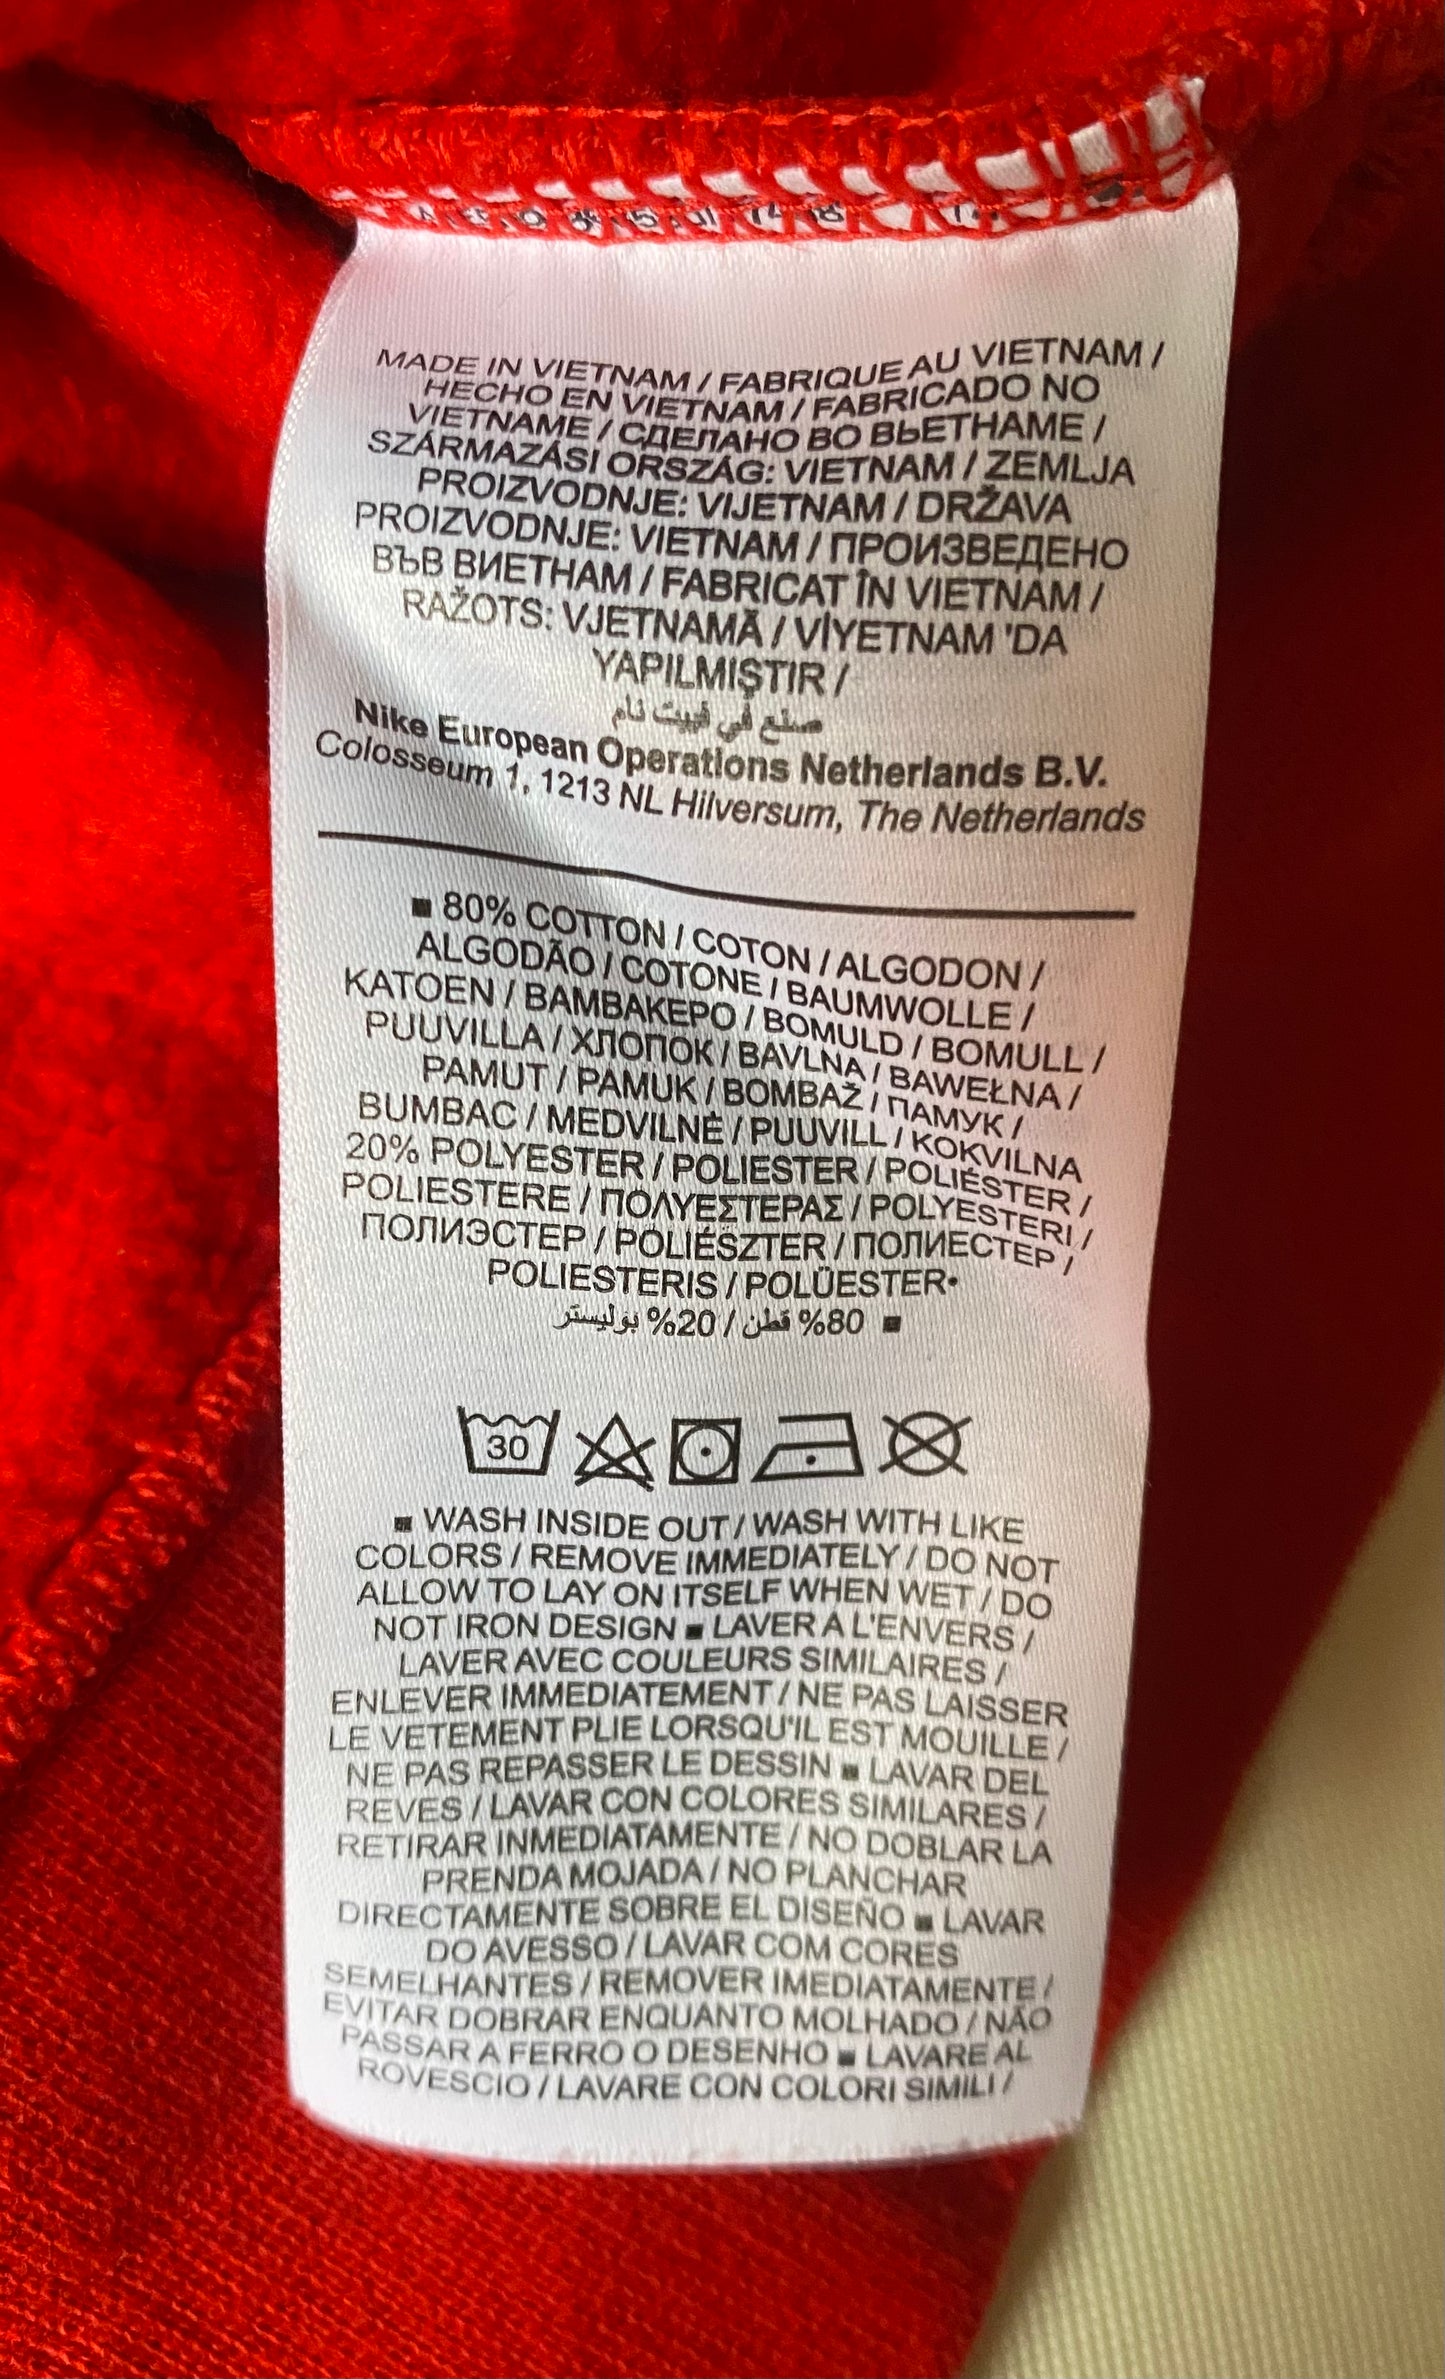 MADE IN VIETNAM / FABRIQUE AU VIETNAM /
HECHO EN VIETNAM / FABRICADO NO
VIETNAME / СДЕЛАНО ВО ВЬЕТНАМЕ /
SZÁRMAZÁSI ORSZÁG: VIETNAM / ZEMLJA
PROIZVODNJE: VIJETNAM / DRŽAVA
PROIZVODNJE: VIETNAM / ПРОИЗВЕДЕНО
ВЪВ ВИЕТНАМ / FABRICAT ÎN VIETNAM /
RAŽOTS: VJETNAMĀ / VİYETNAM 'DA
YAPILMIŞTIR /
صنع في فييت نام
Nike European Operations Netherlands B.V.
Colosseum 1, 1213 NL Hilversum, The Netherlands
■ 80% COTTON / COTON / ALGODON /
ALGODÃO / COTONE / BAUMWOLLE /
KATOEN / ΒΑΜΒΑΚΕΡΟ / BOMULD / BOMULL /
PUUVILLA / ХЛОПОК / BAVLNA / BAWEŁNA /
PAMUT / PAMUK / BOMBAŽ / ПАМУК /
BUMBAC / MEDVILNĖ / PUUVILL / KOKVILNA
20% POLYESTER / POLIESTER / POLIÉSTER /
POLIESTERE / ΠΟΛΥΕΣΤΕΡΑΣ / POLYESTERI /
ПОЛИЭСТЕР / POLIÉSZTER / ПОЛИЕСТЕР /
POLIESTERIS / POLÜESTER•
■ 80% قطن / 20% بوليستر
30
■ WASH INSIDE OUT / WASH WITH LIKE
COLORS / REMOVE IMMEDIATELY / DO NOT
ALLOW TO LAY ON ITSELF WHEN WET / DO
NOT IRON DESIGN ■ LAVER A L'ENVERS /
LAVER AVEC COULEURS SIMILAIRES /
ENLEVER IMMEDIATEMENT / NE PAS LAISSER
LE VETEMENT PLIE LORSQU'IL EST MOUILLE /
NE PAS REPASSER LE DESSIN ■ LAVAR DEL
REVES / LAVAR CON COLORES SIMILARES /
RETIRAR INMEDIATAMENTE / NO DOBLAR LA
PRENDA MOJADA / NO PLANCHAR
DIRECTAMENTE SOBRE EL DISEÑO ■ LAVAR
DO AVESSO / LAVAR COM CORES
SEMELHANTES / REMOVER IMEDIATAMENTE /
EVITAR DOBRAR ENQUANTO MOLHADO / NÃO
PASSAR A FERRO O DESENHO ■ LAVARE AL
ROVESCIO / LAVARE CON COLORI SIMILI /